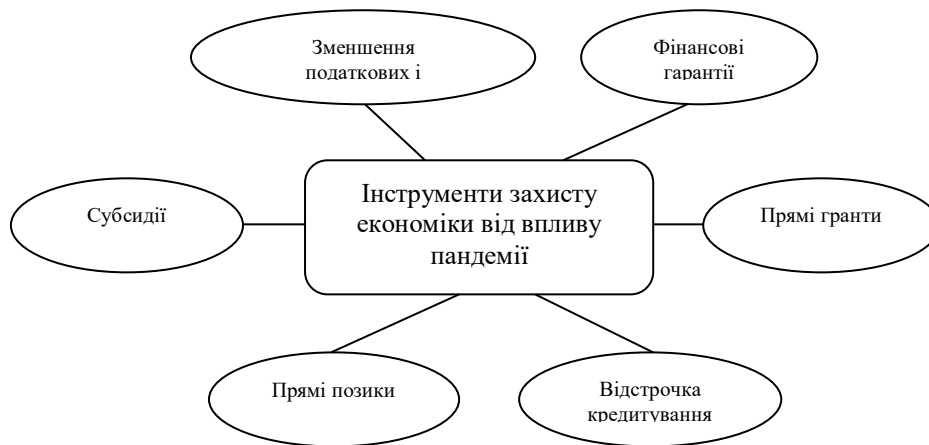 Зменшення
податкових і
Фінансові
гарантії
Субсидії
Інструменти захисту
економіки від впливу
пандемії
Прямі гранти
Прямі позики
Відстрочка
кредитування